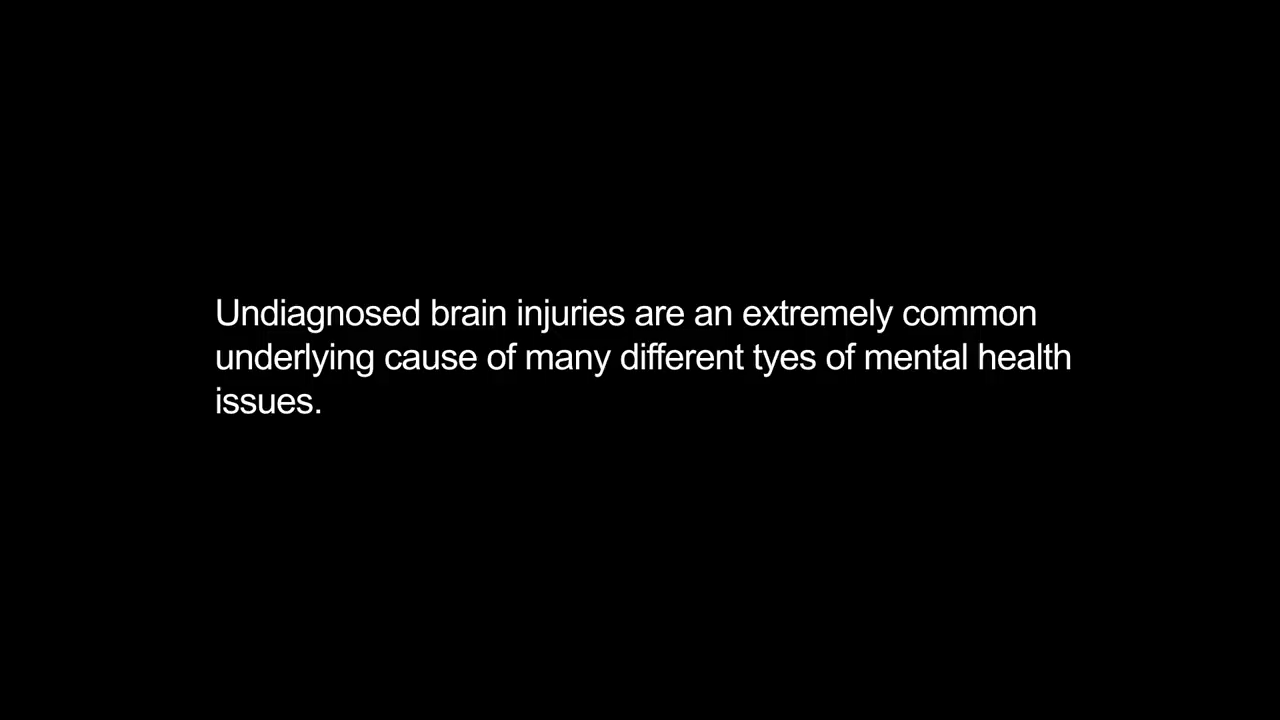 Undiagnosed brain injuries are an extremely common
underlying cause of many different tyes of mental health
issues.